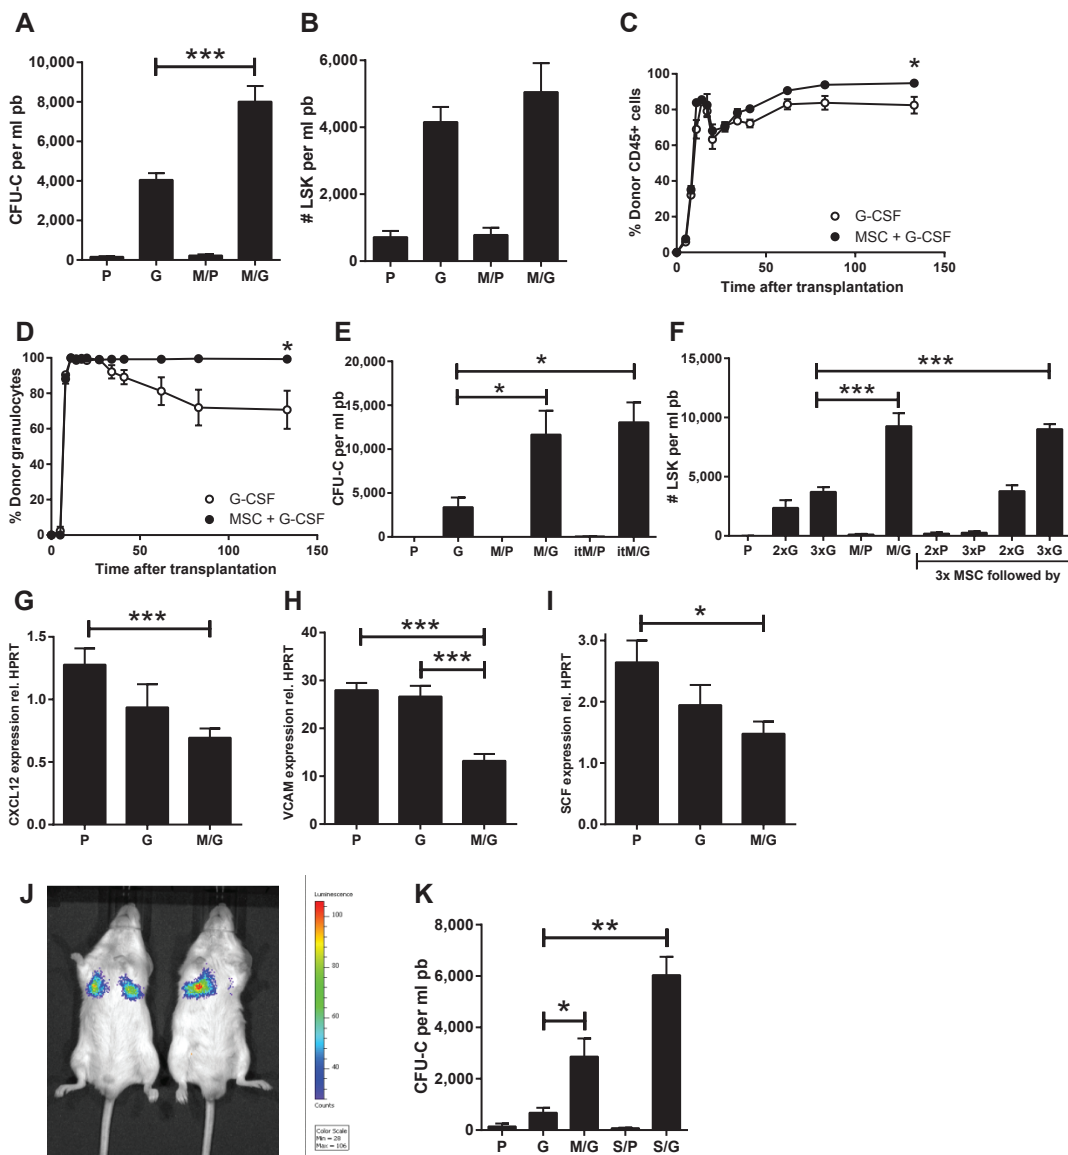 A
CFU-C per ml pb
10,000
8,000
6,000
4,000
2,000
0
***
P G M/P M/G
B
# LSK per ml pb
6,000
4,000
2,000
0
P G M/P M/G
C
% Donor CD45+ cells
100
80
60
40
20
0
*
G-CSF
MSC + G-CSF
0 50 100 150
Time after transplantation
D
% Donor granulocytes
100
80
60
40
20
0
*
G-CSF
MSC + G-CSF
0 50 100 150
Time after transplantation
E
CFU-C per ml pb
20,000
15,000
10,000
5,000
0
*
*
P G M/P M/G itM/P itM/G
F
# LSK per ml pb
15,000
10,000
5,000
0
***
***
P 2xG 3xG M/P M/G 2xP 3xP 2xG 3xG
3x MSC followed by
G
CXCL12 expression rel. HPRT
1.5
1.0
0.5
0.0
***
P G M/G
H
VCAM expression rel. HPRT
40
30
20
10
0
***
***
P G M/G
I
SCF expression rel. HPRT
3.0
2.0
1.0
0.0
*
P G M/G
J
Luminescence
100
80
60
40
Counts
Color Scale
Min = 28
Max = 106
K
CFU-C per ml pb
8,000
6,000
4,000
2,000
0
**
*
P G M/G S/P S/G